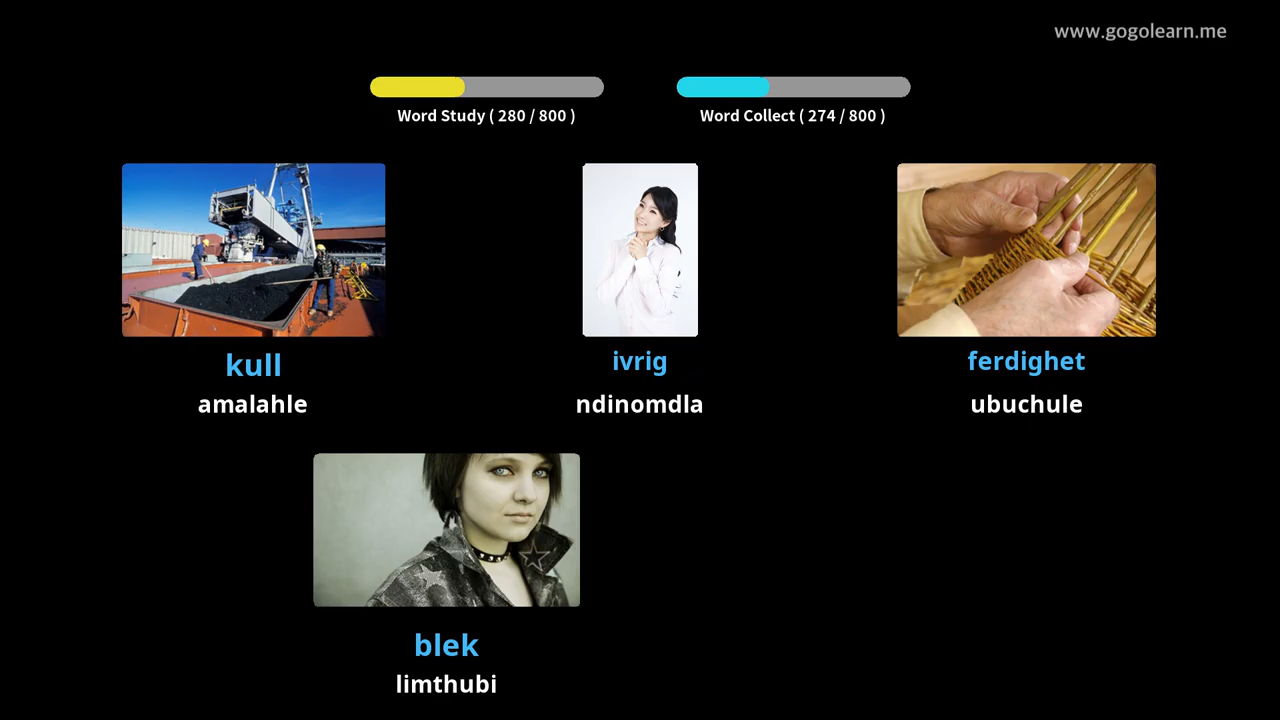 www.gogolearn.me
Word Study ( 280 / 800 )
Word Collect ( 274 / 800 )
kull
ivrig
ferdighet
amalahle
ndinomdla
ubuchule
blek
limthubi